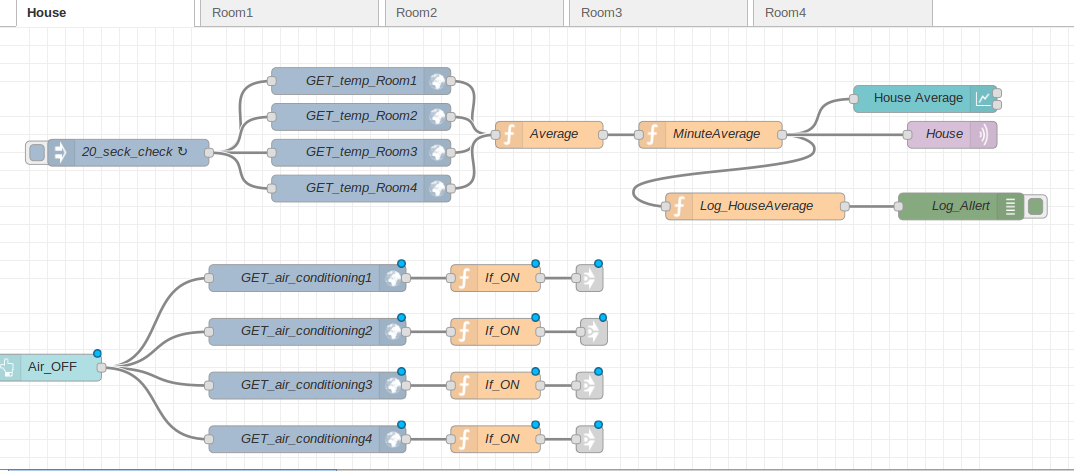 House
Room1
Room2
Room3
Room4
GET_temp_Room1
GET_temp_Room2
GET_temp_Room3
GET_temp_Room4
20_seck_check ↻
Average
MinuteAverage
House Average
House
Log_HouseAverage
Log_Allert
GET_air_conditioning1
If_ON
GET_air_conditioning2
If_ON
Air_OFF
GET_air_conditioning3
If_ON
GET_air_conditioning4
If_ON